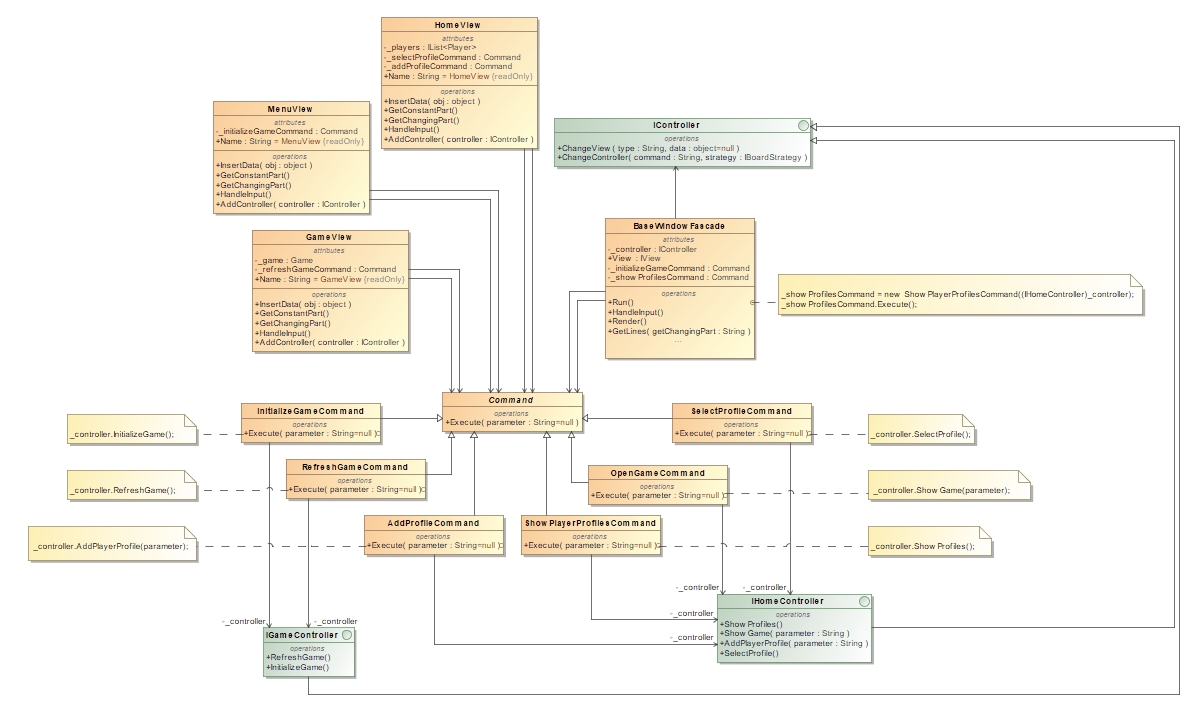 HomeView
attributes
-_players : IList<Player>
-_selectProfileCommand : Command
-_addProfileCommand : Command
+Name : String = HomeView {readOnly}
operations
+InsertData( obj : object )
+GetConstantPart()
+GetChangingPart()
+HandleInput()
+AddController( controller : IController )
MenuView
attributes
-_initializeGameCommand : Command
+Name : String = MenuView {readOnly}
operations
+InsertData( obj : object )
+GetConstantPart()
+GetChangingPart()
+HandleInput()
+AddController( controller : IController )
IController
operations
+ChangeView ( type : String, data : object=null )
+ChangeController( command : String, strategy : IBoardStrategy )
GameView
attributes
-_game : Game
-_refreshGameCommand : Command
+Name : String = GameView {readOnly}
operations
+InsertData( obj : object )
+GetConstantPart()
+GetChangingPart()
+HandleInput()
+AddController( controller : IController )
BaseWindow Fascade
attributes
-_controller : IController
+View : IView
-_initializeGameCommand : Command
-_show ProfilesCommand : Command
operations
+Run()
+HandleInput()
+Render()
+GetLines( getChangingPart : String )
...
_show ProfilesCommand = new Show PlayerProfilesCommand((IHomeController)_controller);
_show ProfilesCommand.Execute();
Command
operations
+Execute( parameter : String=null )
InitializeGameCommand
operations
+Execute( parameter : String=null )
_controller.InitializeGame();
SelectProfileCommand
operations
+Execute( parameter : String=null )
_controller.SelectProfile();
RefreshGameCommand
operations
+Execute( parameter : String=null )
_controller.RefreshGame();
OpenGameCommand
operations
+Execute( parameter : String=null )
_controller.Show Game(parameter);
AddProfileCommand
operations
+Execute( parameter : String=null )
_controller.AddPlayerProfile(parameter);
Show PlayerProfilesCommand
operations
+Execute( parameter : String=null )
_controller.Show Profiles();
-_controller
-_controller
-_controller
-_controller
-_controller
-_controller
IHomeController
operations
+Show Profiles()
+Show Game( parameter : String )
+AddPlayerProfile( parameter : String )
+SelectProfile()
IGameController
operations
+RefreshGame()
+InitializeGame()